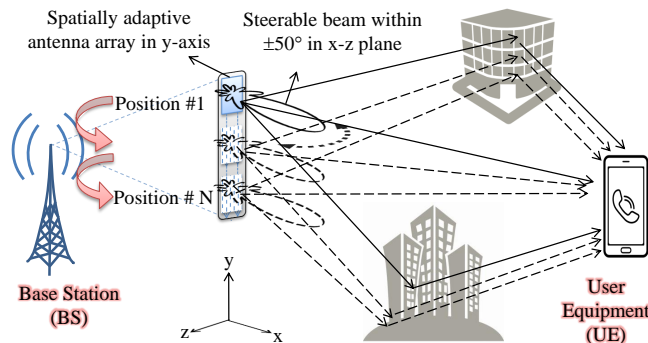 Spatially adaptive
antenna array in y-axis
Steerable beam within
±50° in x-z plane
Position #1
Position # N
Base Station
(BS)
y
z
x
User
Equipment
(UE)